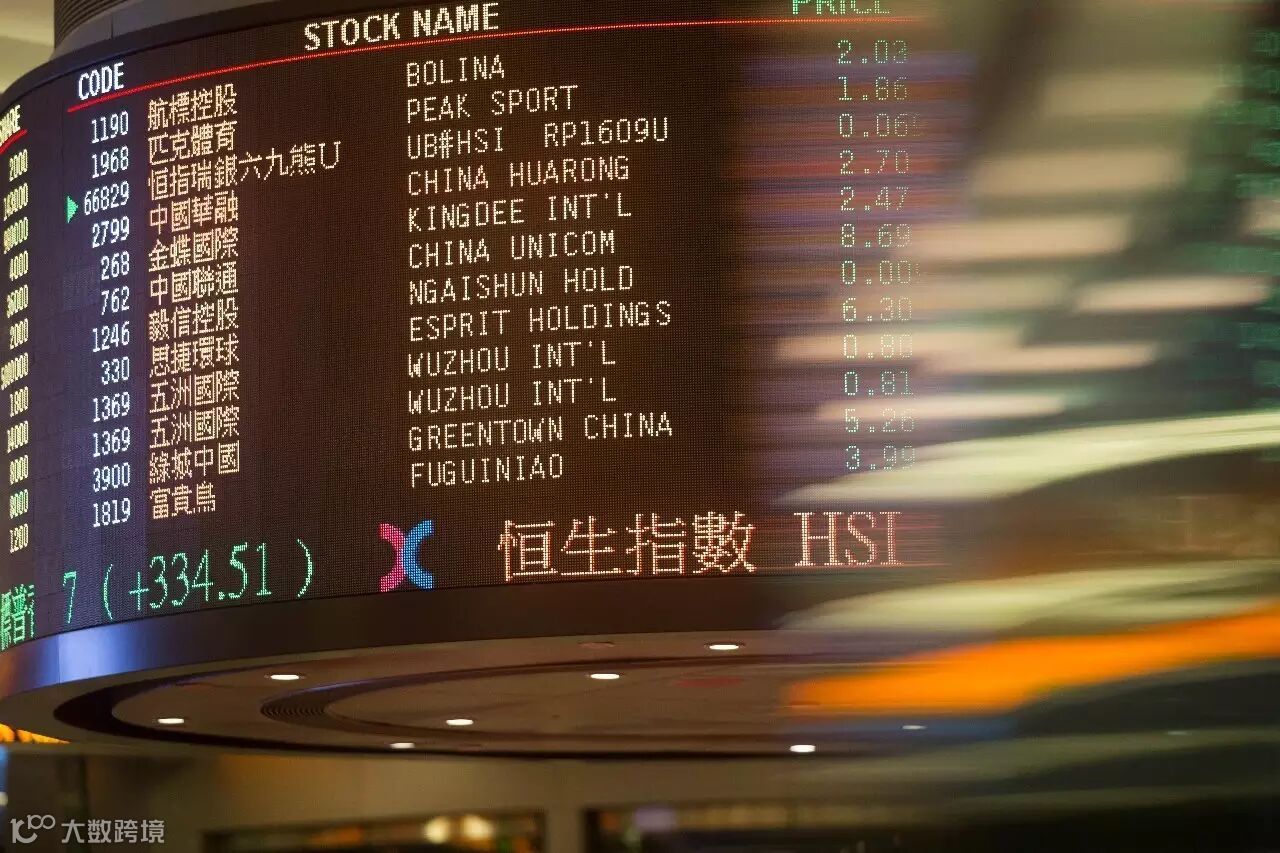 STOCK NAME PRICE
CODE
1190 航標控股 BOLINA 2.03
1968 匹克體育 PEAK SPORT 1.86
66829 恒指瑞銀六九熊U UB#HSI RP1609U
2799 中國華融 CHINA HUARONG 2.70
268 金蝶國際 KINGDEE INT'L 2.47
762 中國聯通 CHINA UNICOM 8.69
1246 毅信控股 NGAISHUN HOLD
330 思捷環球 ESPRIT HOLDINGS 6.30
1369 五洲國際 WUZHOU INT'L 0.80
1369 五洲國際 WUZHOU INT'L 0.81
3900 綠城中國 GREENTOWN CHINA 5.26
1819 富貴鳥 FUGUINIAO 3.99
7 (+334.51) 恒生指數 HSI
大数跨境